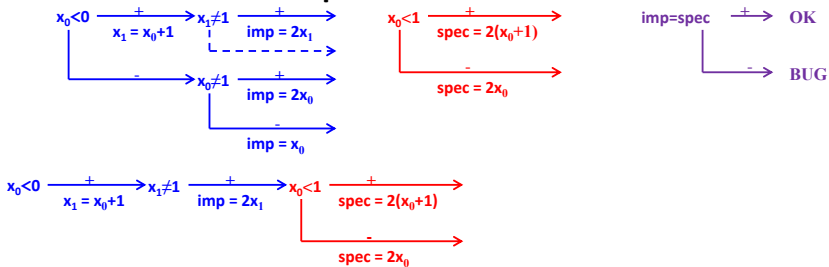 x₀<0 + x₁≠1 + x₀<1 + imp=spec + OK
x₁ = x₀+1 imp = 2x₁ spec = 2(x₀+1)
- x₀≠1 + - - BUG
imp = 2x₀ spec = 2x₀
-
imp = x₀
x₀<0 + x₁≠1 + x₀<1 +
x₁ = x₀+1 imp = 2x₁ spec = 2(x₀+1)
-
spec = 2x₀